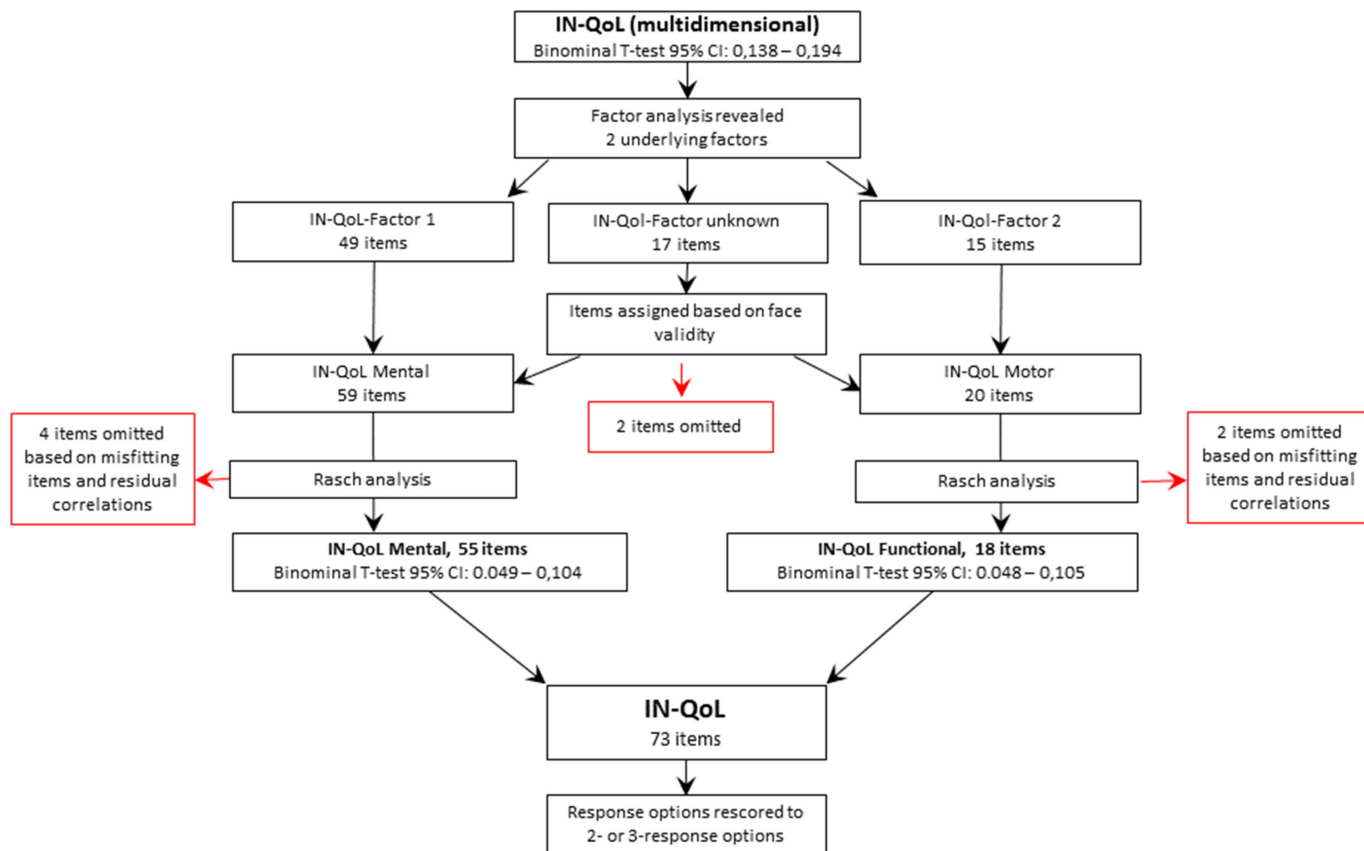 IN-QoL (multidimensional)
Binominal T-test 95% CI: 0,138 – 0,194
Factor analysis revealed
2 underlying factors
IN-QoL-Factor 1
49 items
IN-Qol-Factor unknown
17 items
IN-Qol-Factor 2
15 items
Items assigned based on face
validity
IN-QoL Mental
59 items
2 items omitted
IN-QoL Motor
20 items
4 items omitted
based on misfitting
items and residual
correlations
Rasch analysis
Rasch analysis
2 items omitted
based on misfitting
items and residual
correlations
IN-QoL Mental, 55 items
Binominal T-test 95% CI: 0.049 – 0,104
IN-QoL Functional, 18 items
Binominal T-test 95% CI: 0.048 – 0,105
IN-QoL
73 items
Response options rescored to
2- or 3-response options